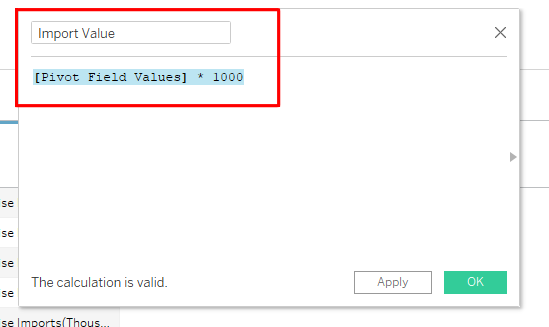 Import Value
[Pivot Field Values] * 1000
se
se
se
se
The calculation is valid.
Apply
OK
se Imports(Thous...